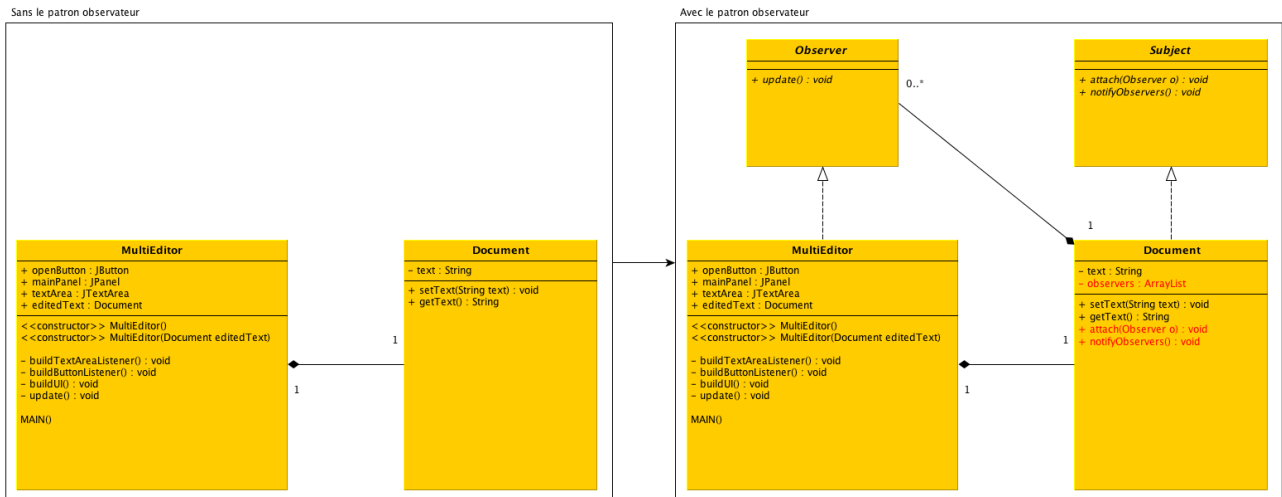 Sans le patron observateur
MultiEditor
+ openButton : JButton
+ mainPanel : JPanel
+ textArea : JTextArea
+ editedText : Document
<<constructor>> MultiEditor()
<<constructor>> MultiEditor(Document editedText)
- buildTextAreaListener() : void
- buildButtonListener() : void
- buildUI() : void
- update() : void
MAIN()
1
1
Document
- text : String
+ setText(String text) : void
+ getText() : String
Avec le patron observateur
Observer
+ update() : void
0..*
Subject
+ attach(Observer o) : void
+ notifyObservers() : void
1
MultiEditor
+ openButton : JButton
+ mainPanel : JPanel
+ textArea : JTextArea
+ editedText : Document
<<constructor>> MultiEditor()
<<constructor>> MultiEditor(Document editedText)
- buildTextAreaListener() : void
- buildButtonListener() : void
- buildUI() : void
- update() : void
MAIN()
1
1
Document
- text : String
- observers : ArrayList
+ setText(String text) : void
+ getText() : String
+ attach(Observer o) : void
+ notifyObservers() : void